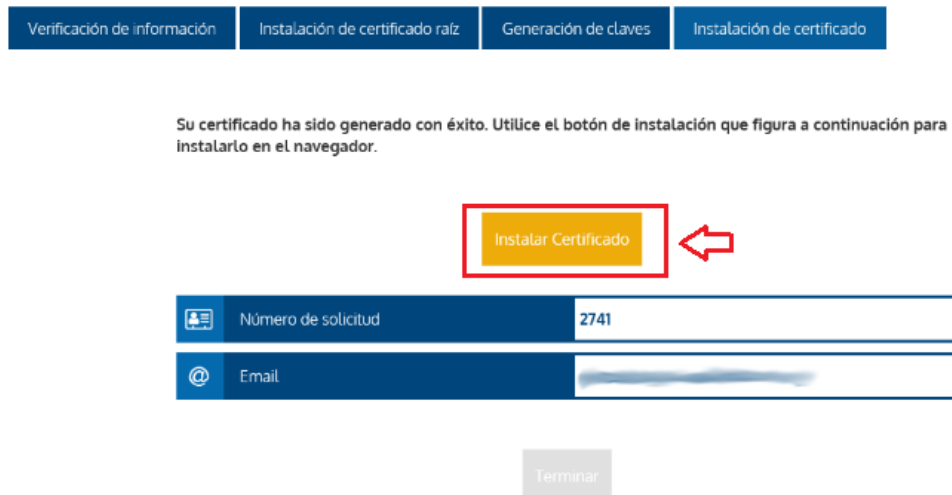 Verificación de información
Instalación de certificado raíz
Generación de claves
Instalación de certificado
Su certificado ha sido generado con éxito. Utilice el botón de instalación que figura a continuación para
instalarlo en el navegador.
Instalar Certificado
Número de solicitud
2741
@ Email
Terminar